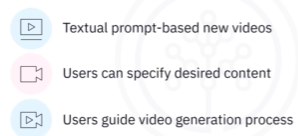 Textual prompt-based new videos
Users can specify desired content
Users guide video generation process